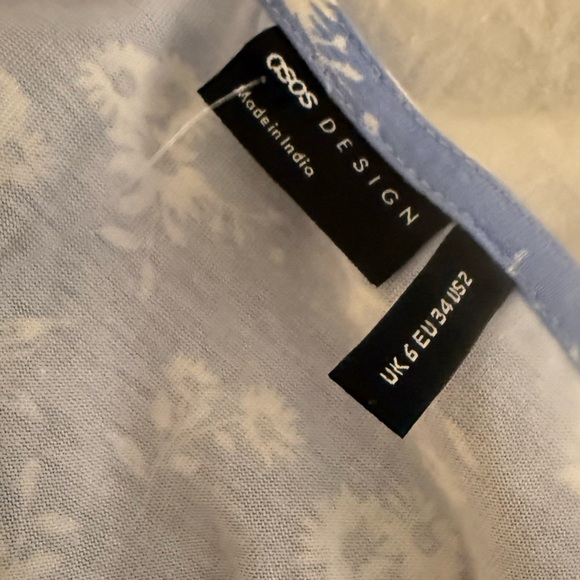 asos DESIGN
Made in India
UK 6 EU 34 US 2